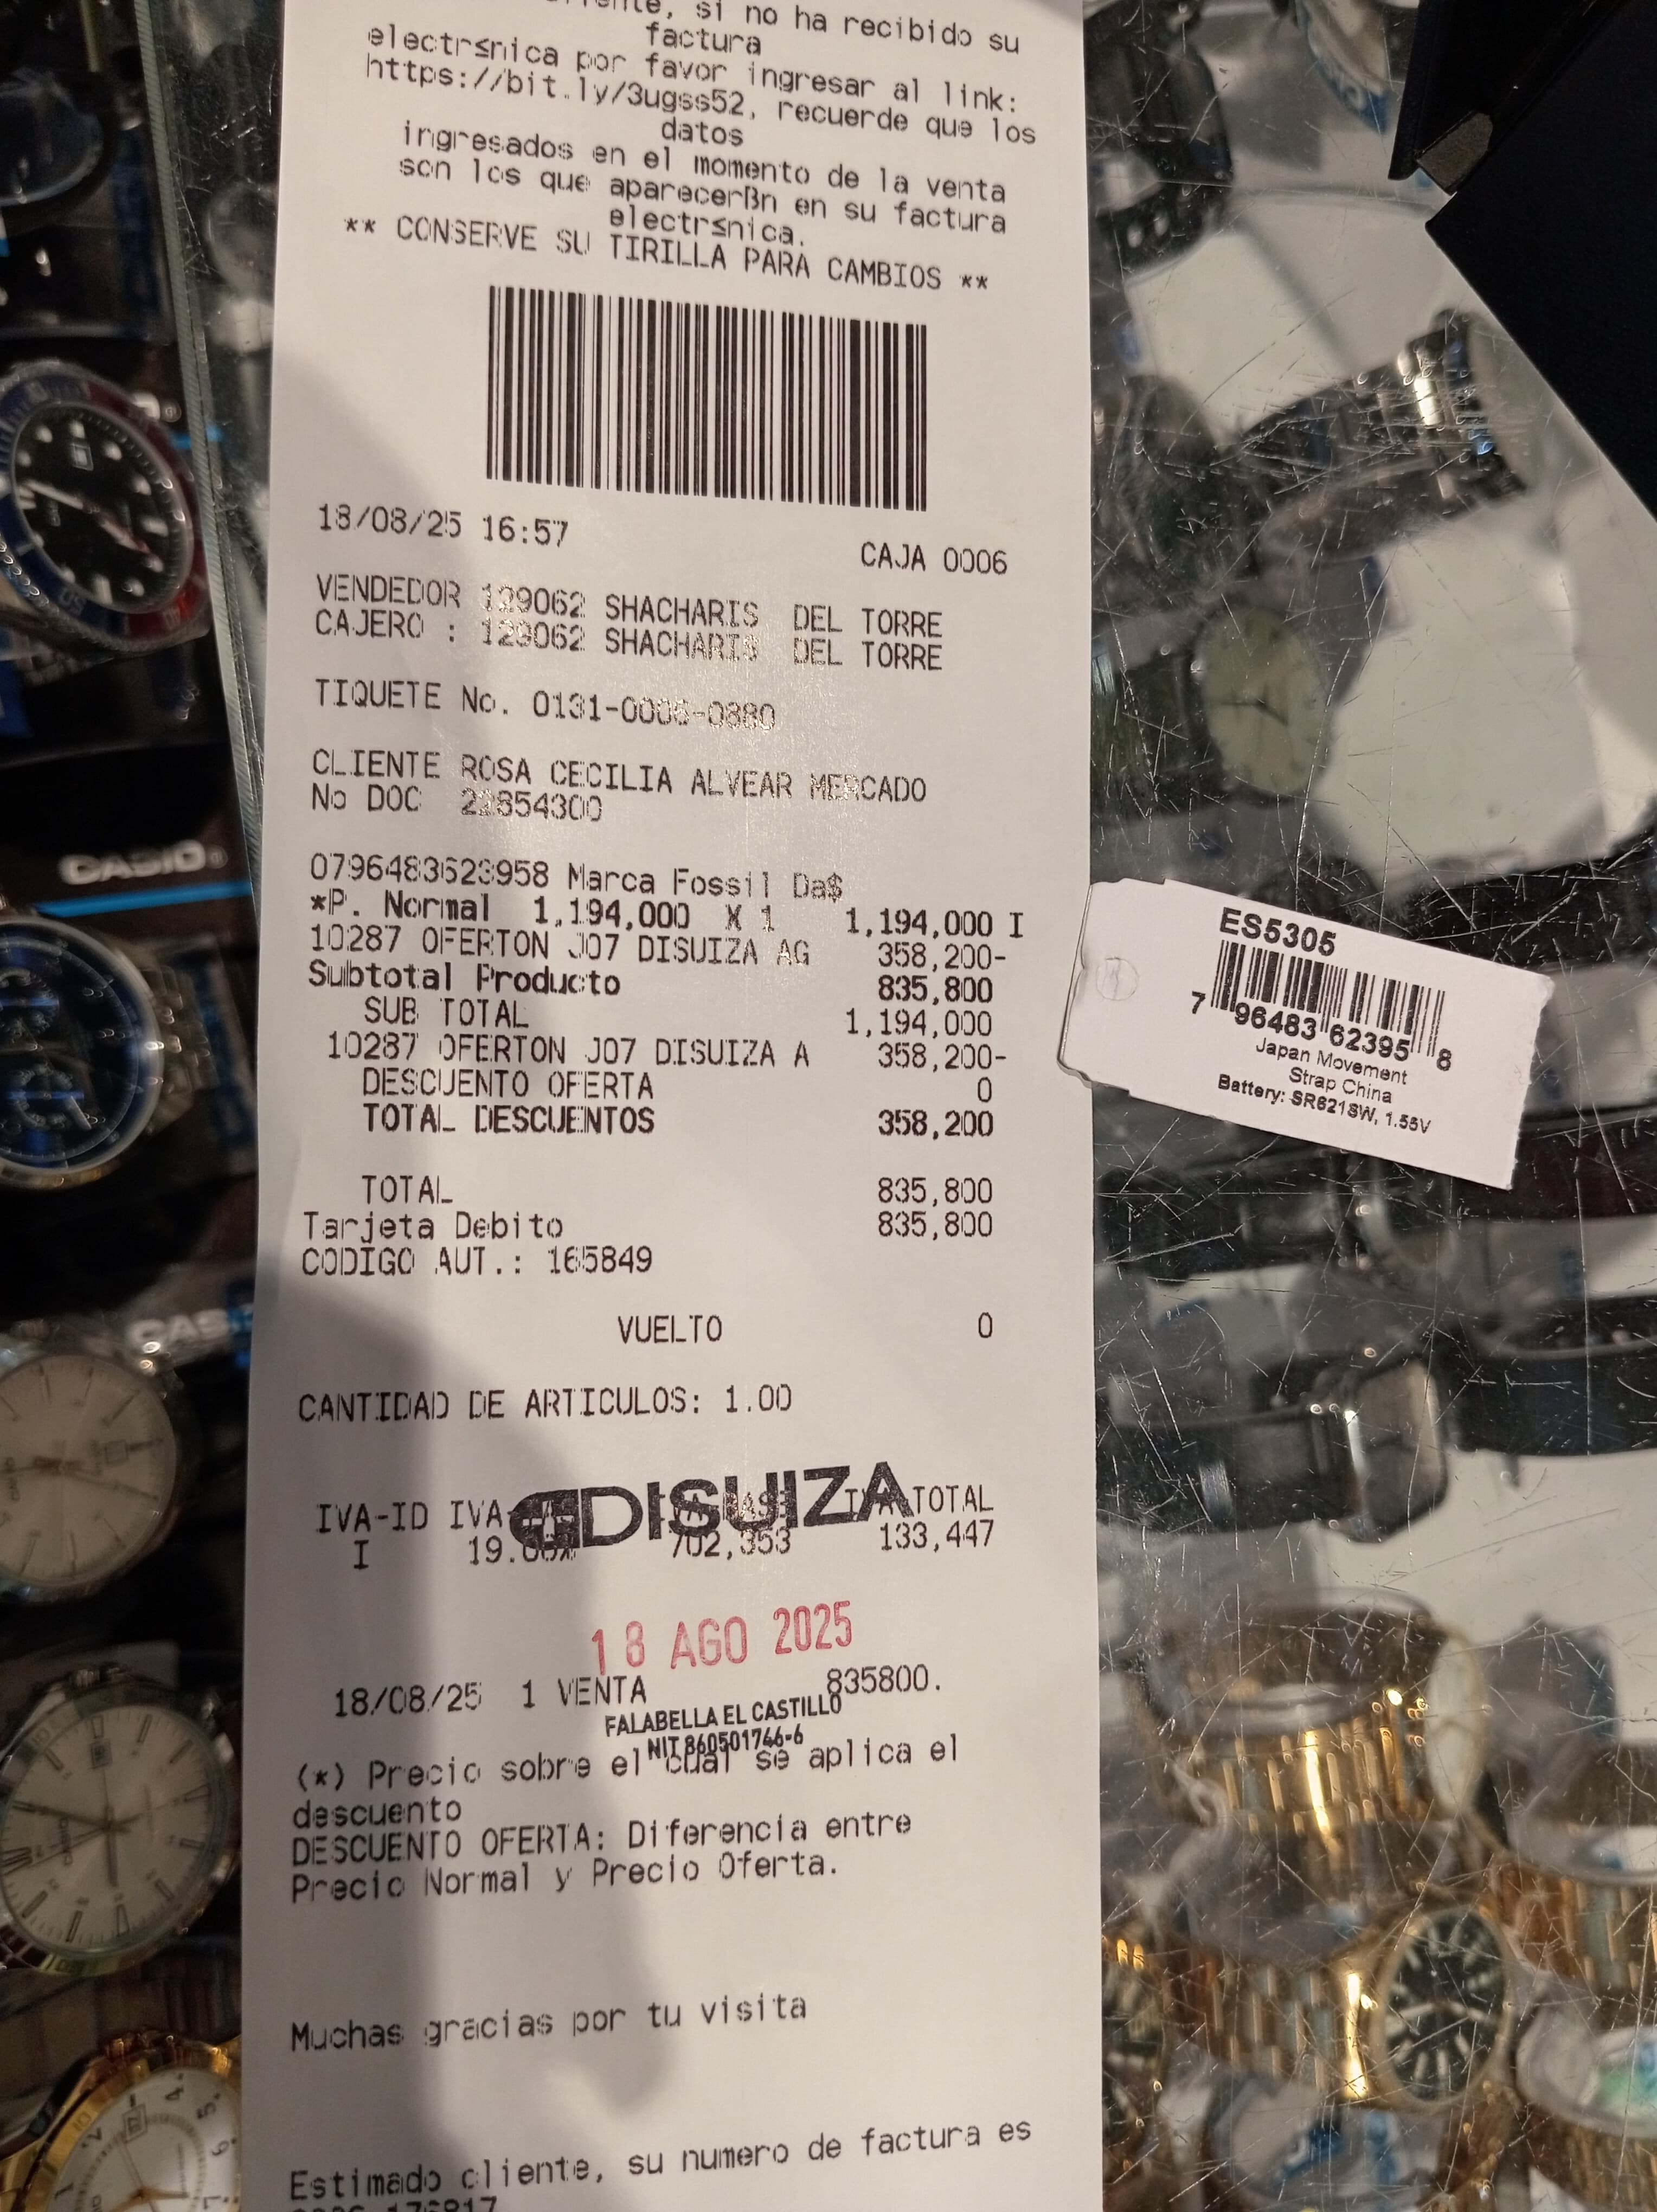 si no ha recibido su
factura
electr≤nica por favor ingresar al link:
https://bit.ly/3ugss52, recuerde que los
datos
ingresados en el momento de la venta
son los que aparecerßn en su factura
electr≤nica.
** CONSERVE SU TIRILLA PARA CAMBIOS **
18/08/25 16:57
CAJA 0006
VENDEDOR 129062 SHACHARIS DEL TORRE
CAJERO : 129062 SHACHARIS DEL TORRE
TIQUETE No. 0131-0006-0880
CLIENTE ROSA CECILIA ALVEAR MERCADO
No DOC 22854300
0796483623958 Marca Fossil Da$
*P. Normal 1,194,000 X 1 1,194,000 I
10287 OFERTON J07 DISUIZA AG 358,200-
Subtotal Producto 835,800
SUB TOTAL 1,194,000
10287 OFERTON J07 DISUIZA A 358,200-
DESCUENTO OFERTA 0
TOTAL DESCUENTOS 358,200
TOTAL 835,800
Tarjeta Debito 835,800
CODIGO AUT.: 165849
VUELTO 0
CANTIDAD DE ARTICULOS: 1.00
DISUIZA
IVA-ID IVA TOTAL
I 702,353 133,447
18 AGO 2025
18/08/25 1 VENTA 835800.
FALABELLA EL CASTILLO
NIT 860501746-6
(*) Precio sobre el cual se aplica el
descuento
DESCUENTO OFERTA: Diferencia entre
Precio Normal y Precio Oferta.
Muchas gracias por tu visita
Estimado cliente, su numero de factura es
ES5305
7 96483 62395 8
Japan Movement
Strap China
Battery: SR621SW, 1.55V
CASIO